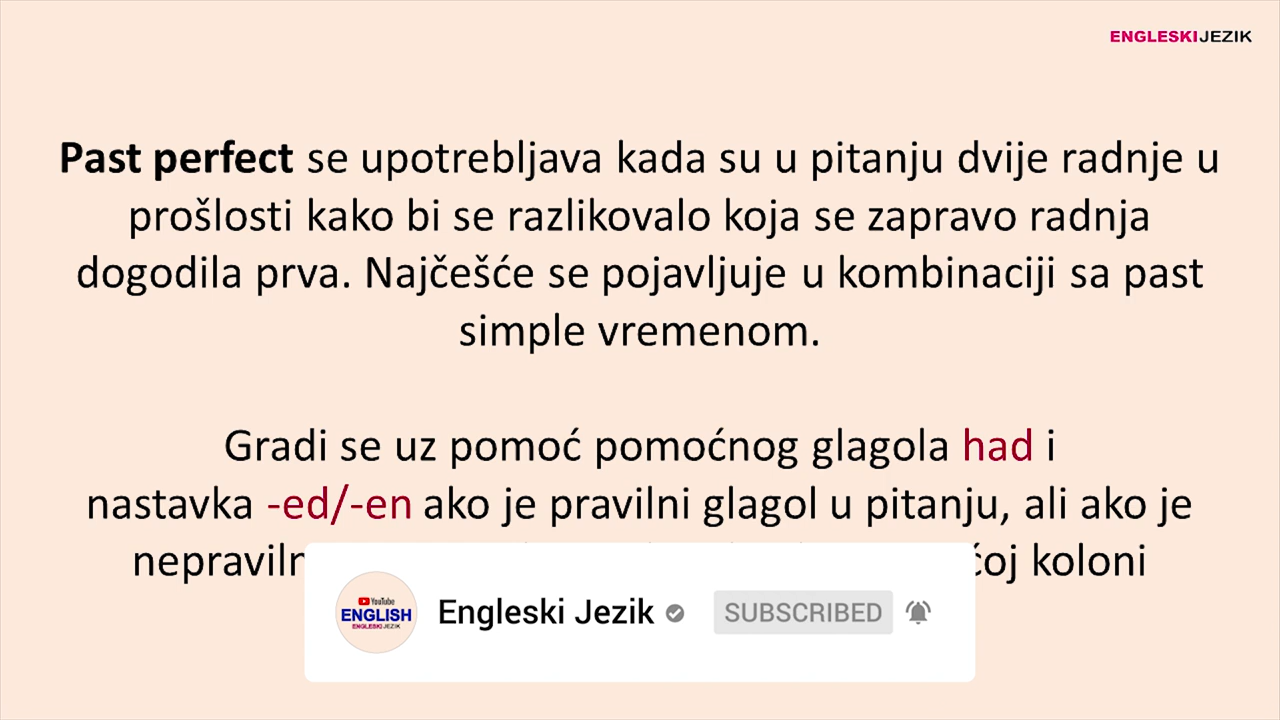 ENGLESKIJEZIK
Past perfect se upotrebljava kada su u pitanju dvije radnje u
prošlosti kako bi se razlikovalo koja se zapravo radnja
dogodila prva. Najčešće se pojavljuje u kombinaciji sa past
simple vremenom.
Gradi se uz pomoć pomoćnog glagola had i
nastavka -ed/-en ako je pravilni glagol u pitanju, ali ako je
koloni
YouTube
ENGLISH
ENGLESKIJEZIK
Engleski Jezik
SUBSCRIBED